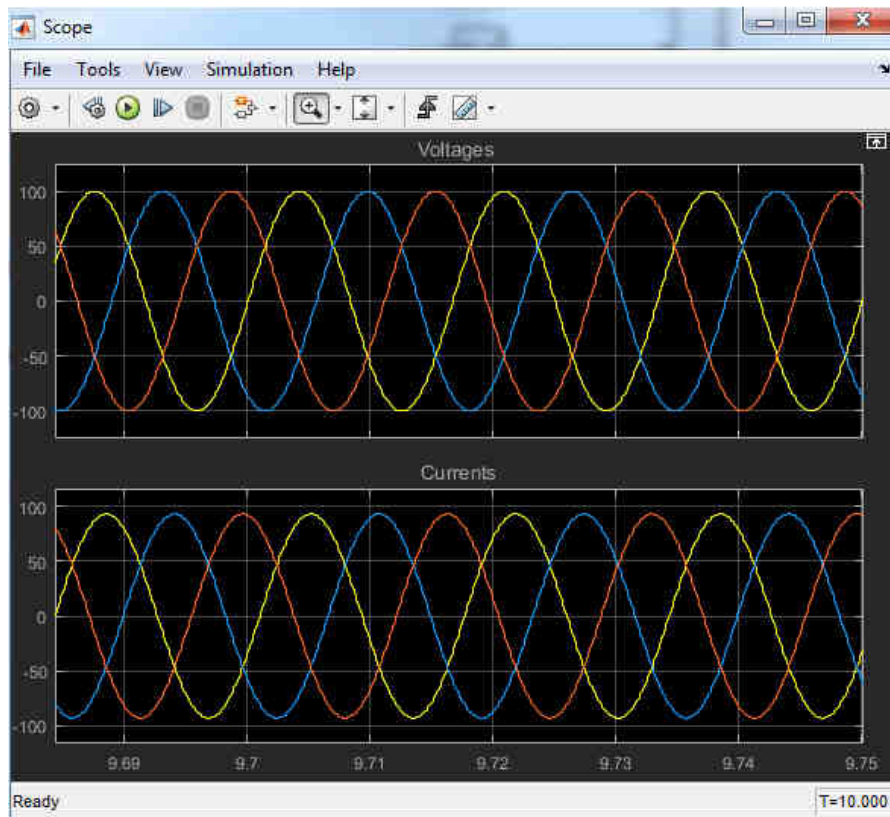 Scope
File Tools View Simulation Help
Voltages
100
50
0
-50
-100
Currents
100
50
0
-50
-100
9.69 9.7 9.71 9.72 9.73 9.74 9.75
Ready T=10.000